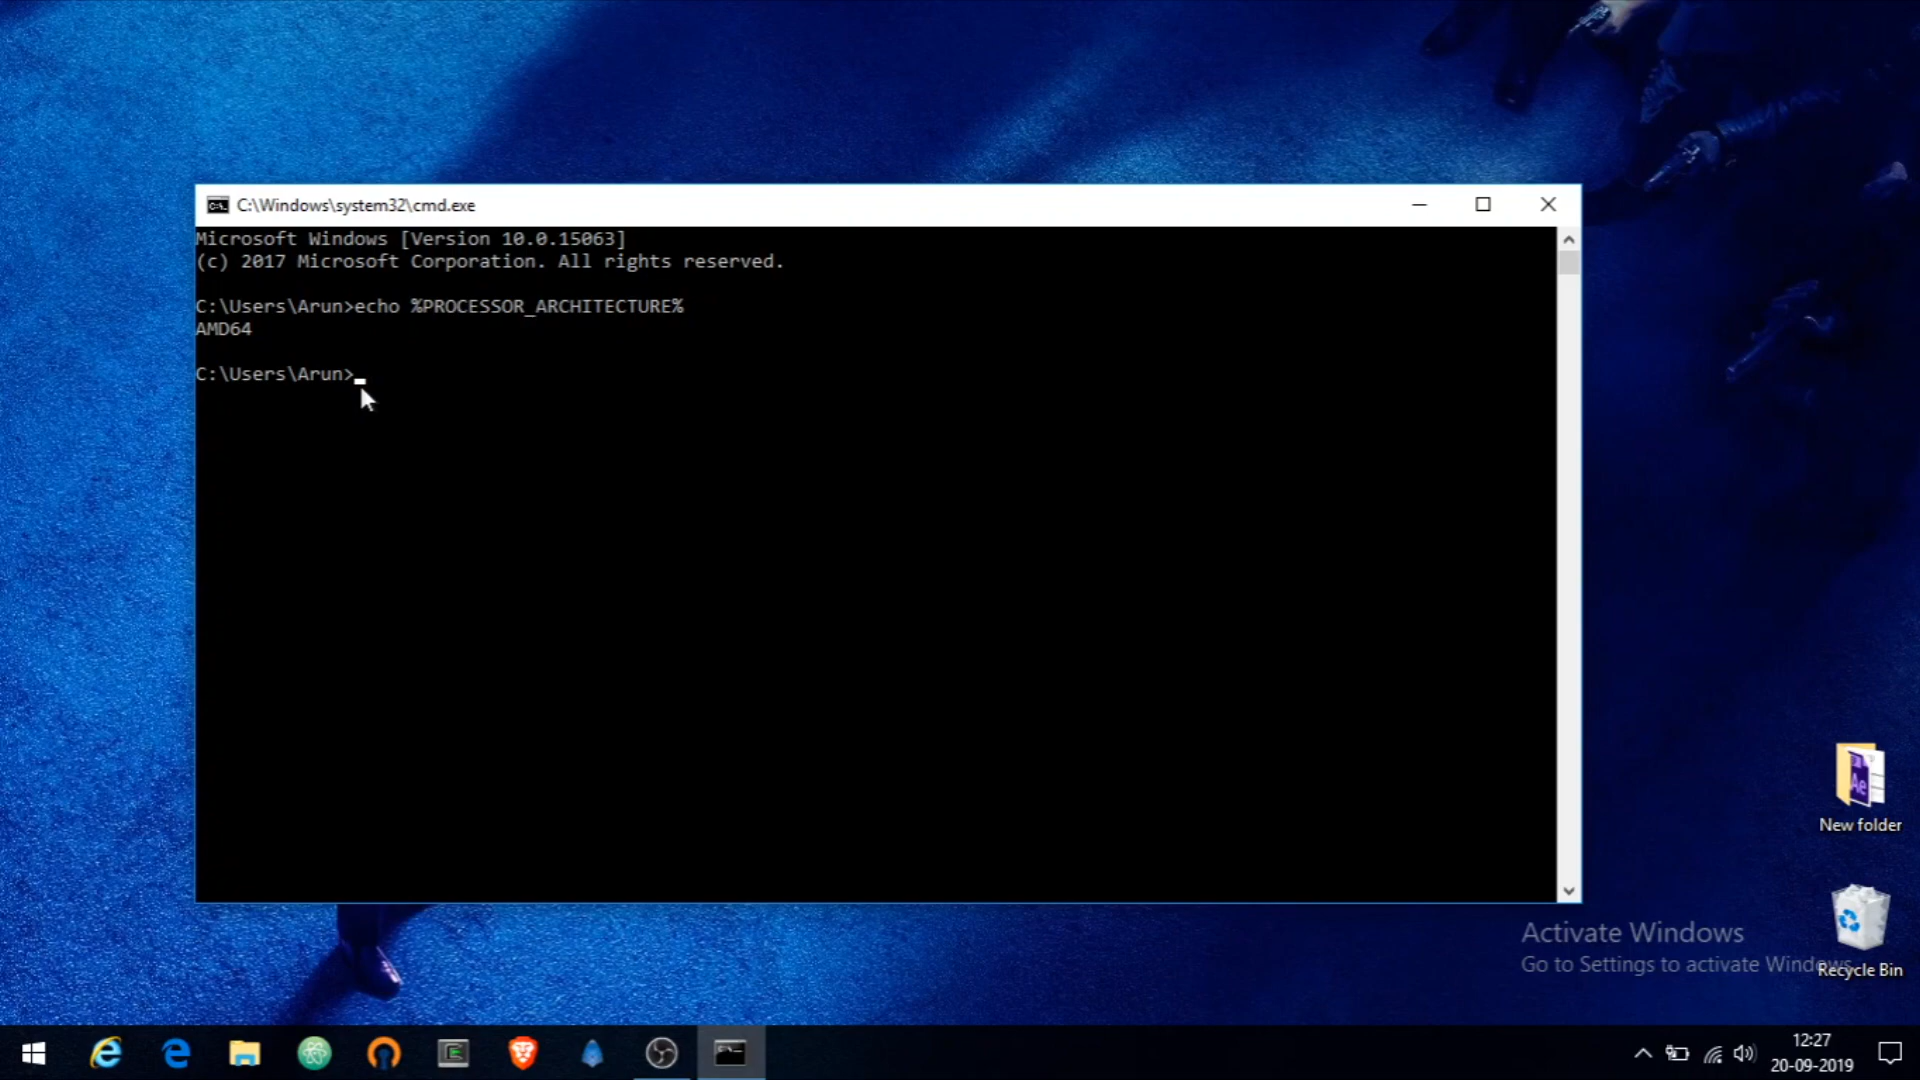 C:\Windows\system32\cmd.exe
Microsoft Windows [Version 10.0.15063]
(c) 2017 Microsoft Corporation. All rights reserved.
C:\Users\Arun>echo %PROCESSOR_ARCHITECTURE%
AMD64
C:\Users\Arun>
New folder
Activate Windows
Go to Settings to activate Windows.
Recycle Bin
12:27
20-09-2019